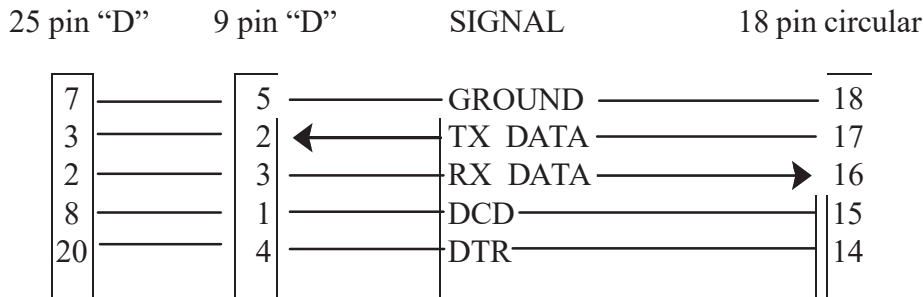 25 pin “D” 9 pin “D” SIGNAL 18 pin circular
7 5 GROUND 18
3 2 TX DATA 17
2 3 RX DATA 16
8 1 DCD 15
20 4 DTR 14